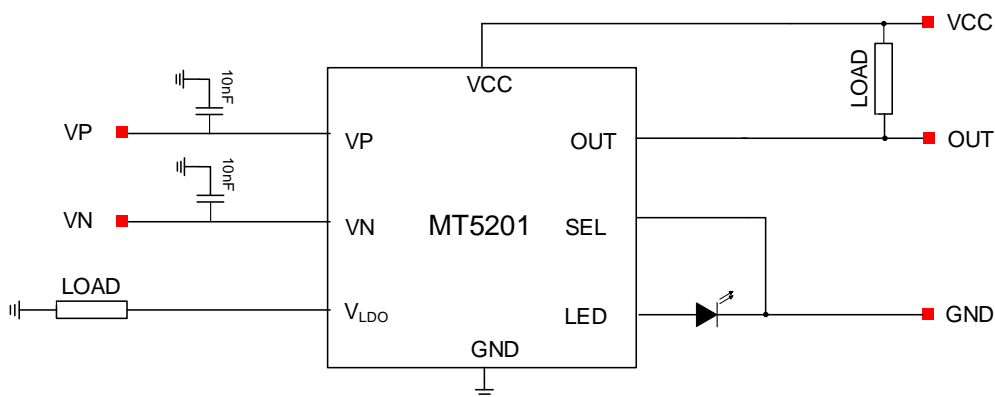 VCC
VCC
LOAD
10nF
VP
VP
OUT
OUT
10nF
VN
VN
MT5201
SEL
LOAD
VLDO
LED
GND
GND